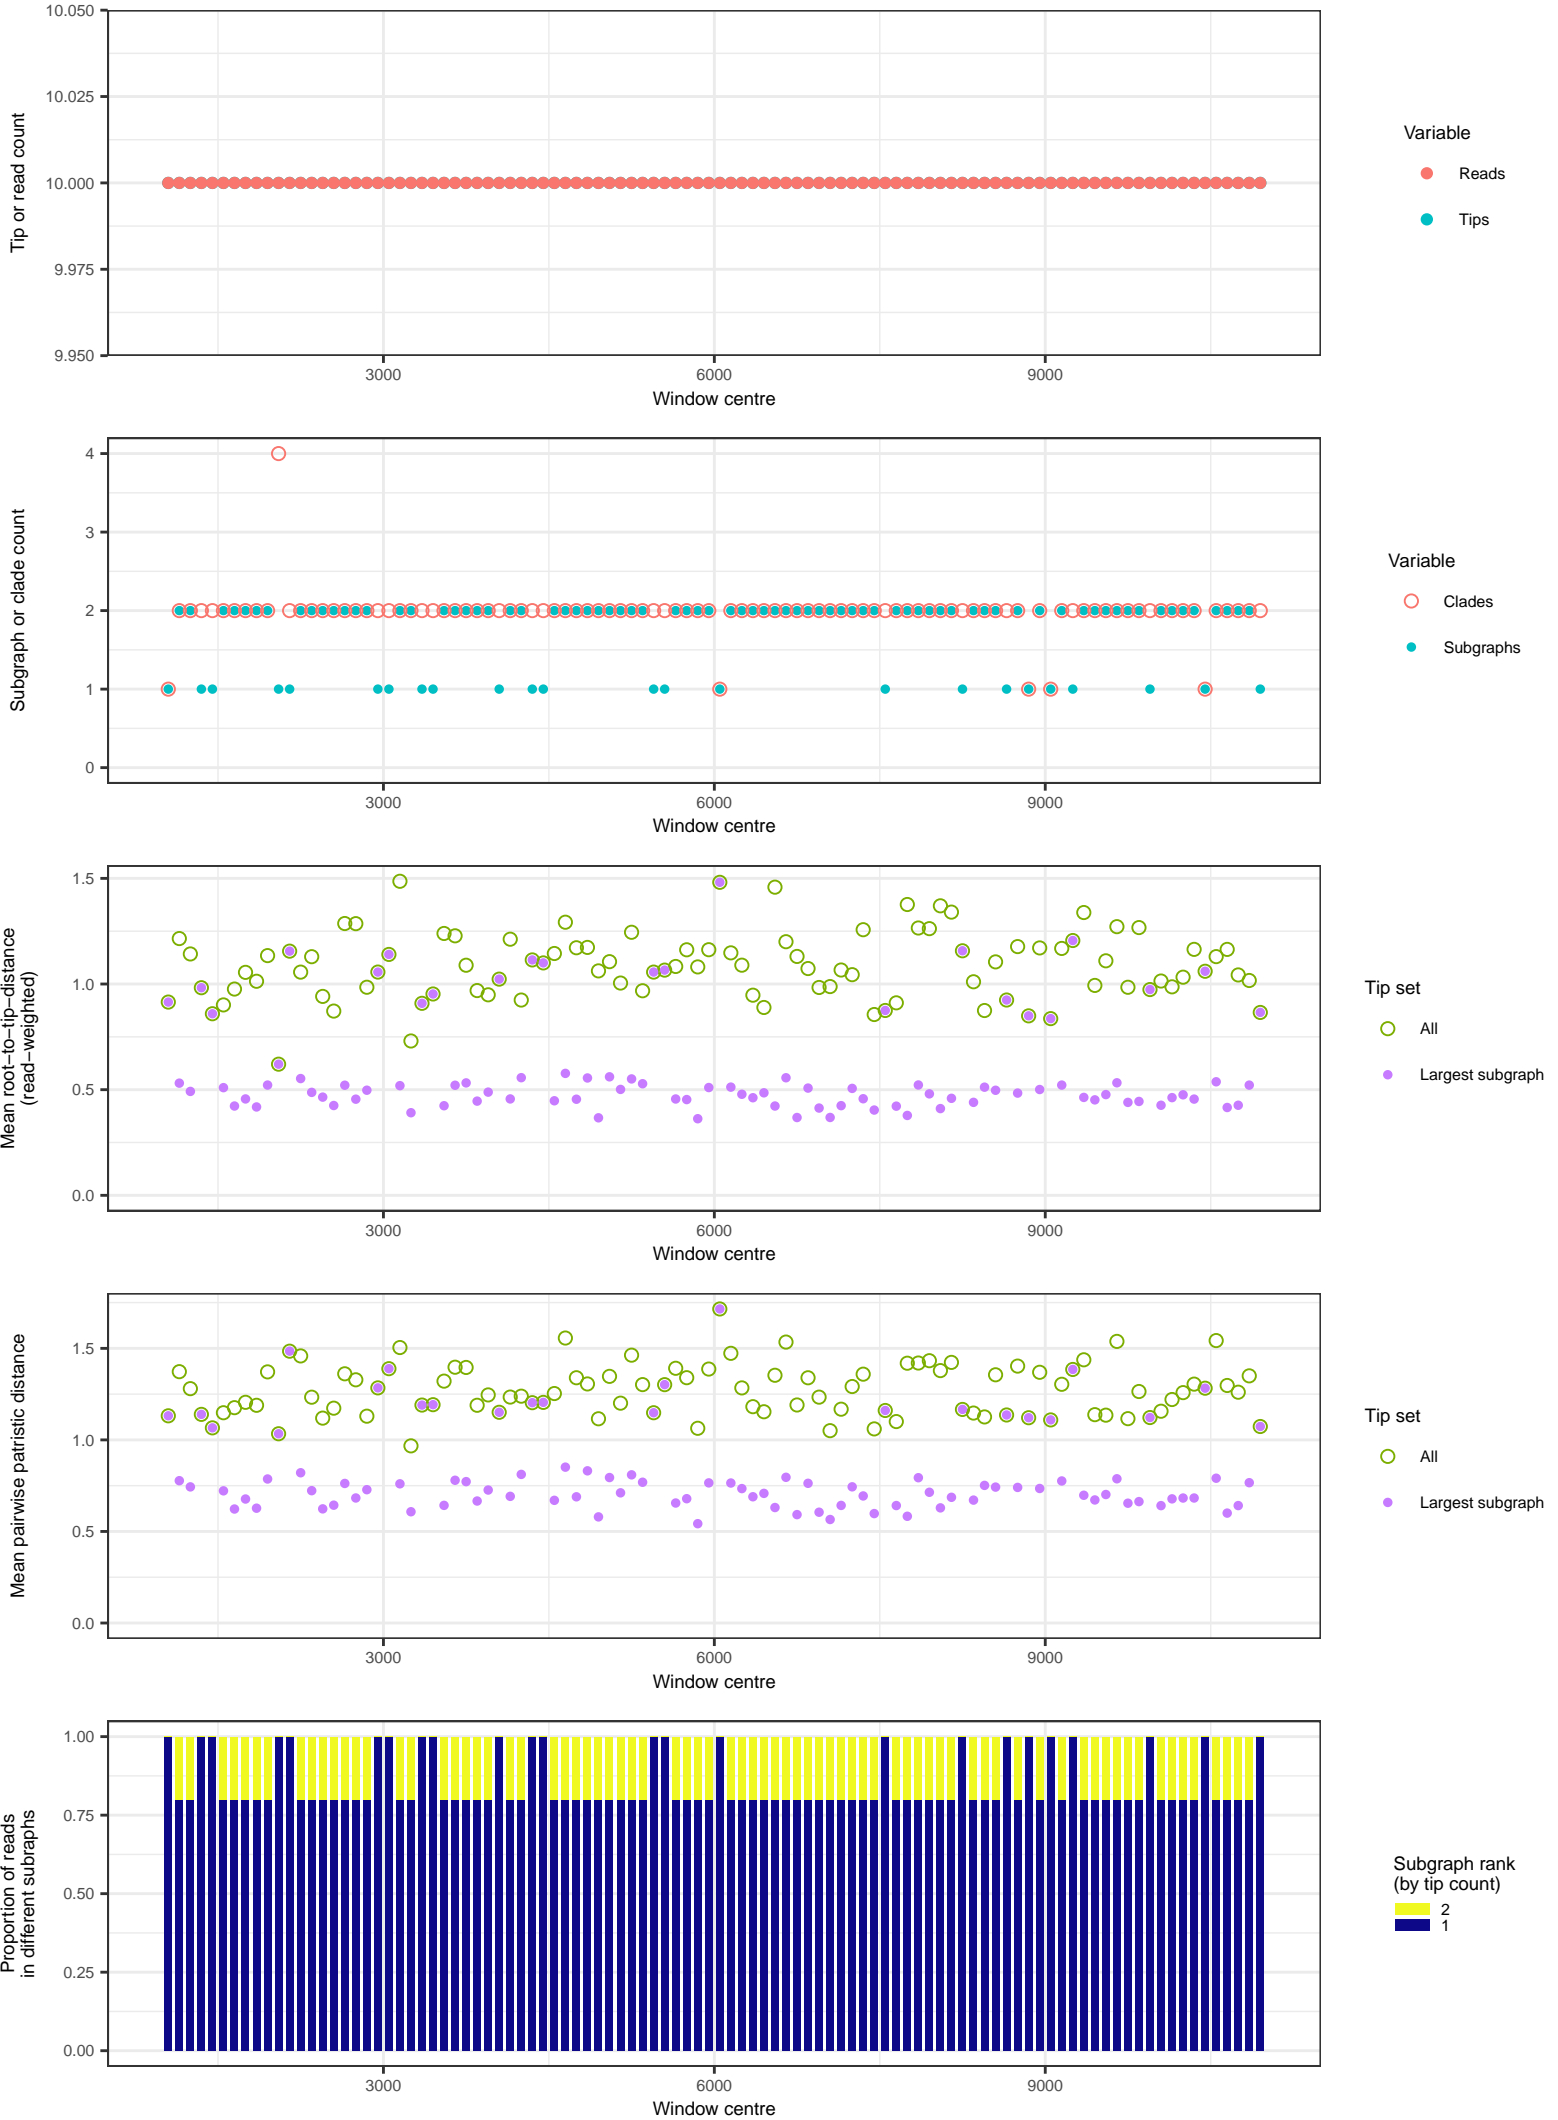 10.050
10.025
10.000
9.975
9.950
Tip or read count
3000
6000
9000
Window centre
Variable
Reads
Tips
4
3
2
1
0
Subgraph or clade count
3000
6000
9000
Window centre
Variable
Clades
Subgraphs
1.5
1.0
0.5
0.0
Mean root−to−tip−distance
(read−weighted)
3000
6000
9000
Window centre
Tip set
All
Largest subgraph
1.5
1.0
0.5
0.0
Mean pairwise patristic distance
3000
6000
9000
Window centre
Tip set
All
Largest subgraph
1.00
0.75
0.50
0.25
0.00
Proportion of reads
in different subraphs
3000
6000
9000
Window centre
Subgraph rank
(by tip count)
2
1